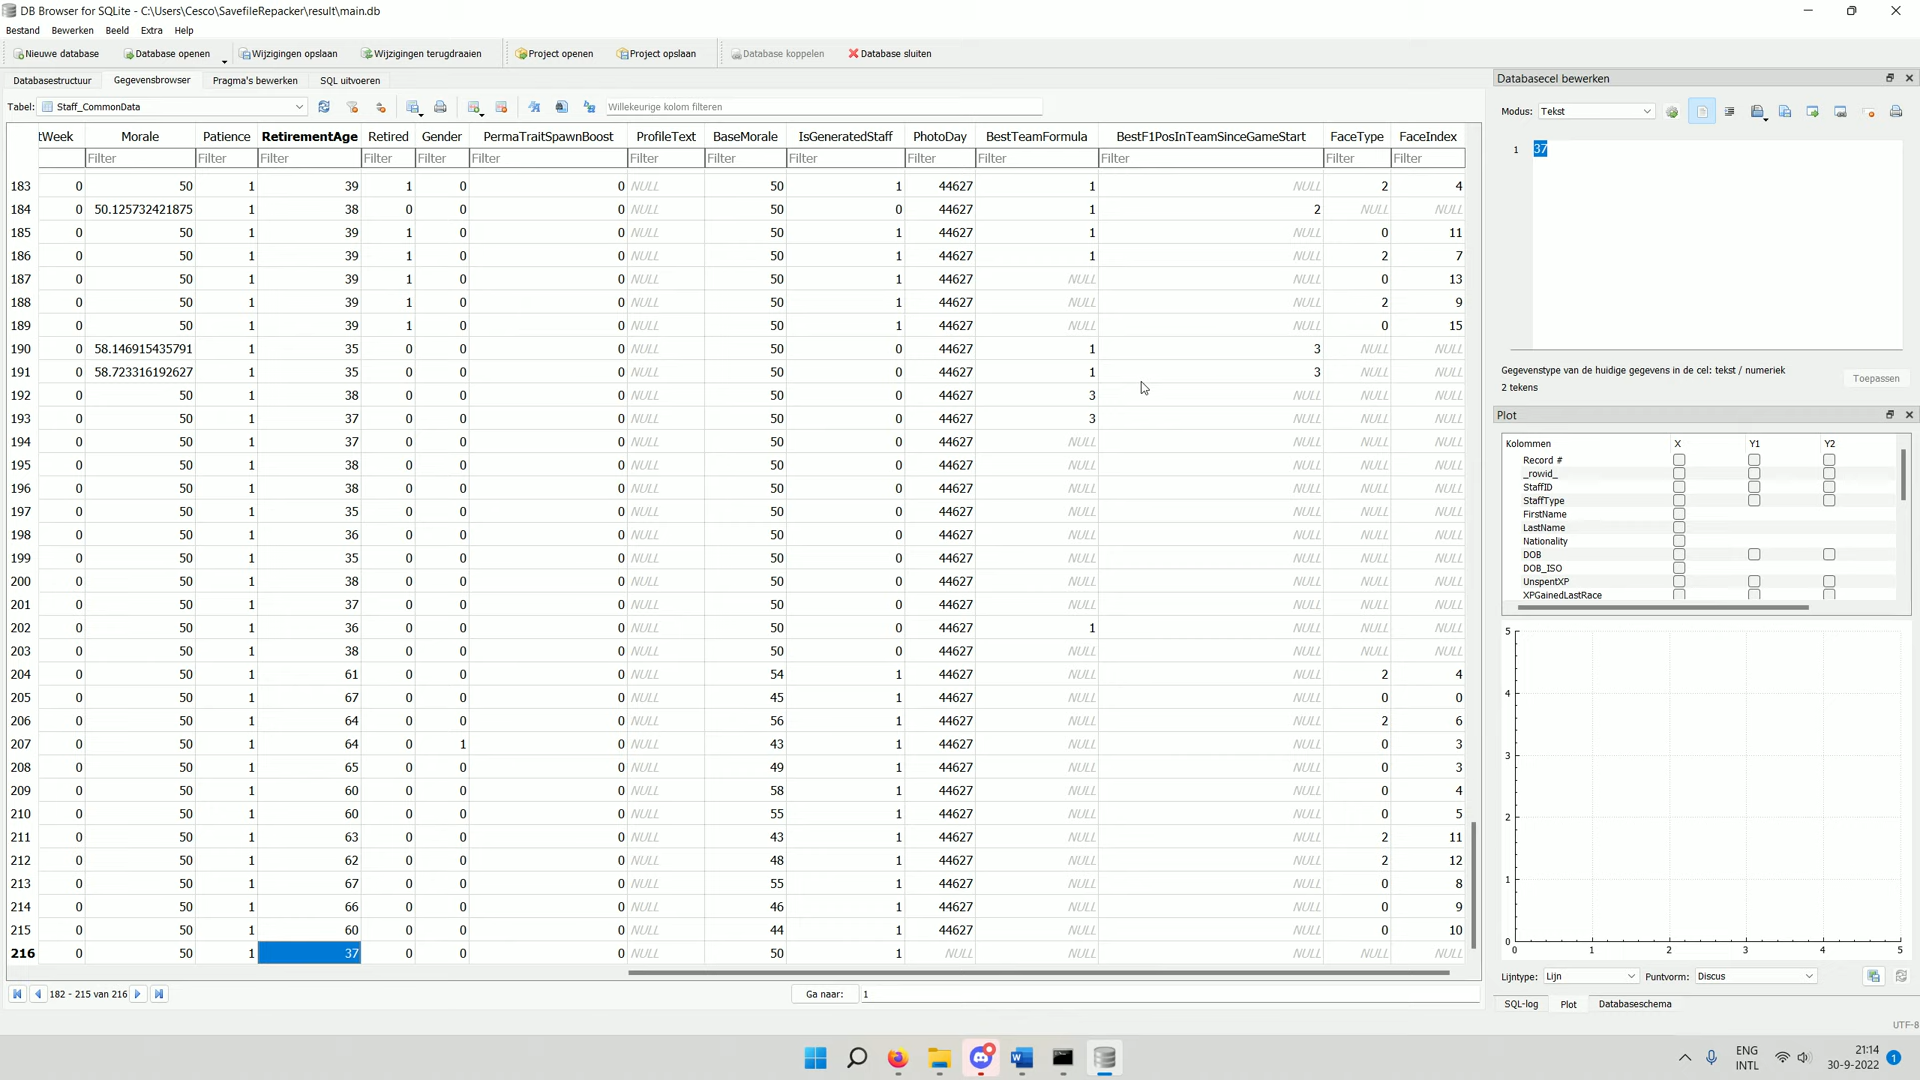 DB Browser for SQLite - C:\Users\Cesco\SavefileRepacker\result\main.db
Bestand Bewerken Beeld Extra Help
Nieuwe database Database openen Wijzigingen opslaan Wijzigingen terugdraaien Project openen Project opslaan Database koppelen Database sluiten
Databasestructuur Gegevensbrowser Pragma's bewerken SQL uitvoeren
Tabel: Staff_CommonData Willekeurige kolom filteren
tWeek Morale Patience RetirementAge Retired Gender PermaTraitSpawnBoost ProfileText BaseMorale IsGeneratedStaff PhotoDay BestTeamFormula BestF1PosInTeamSinceGameStart FaceType FaceIndex
Filter Filter Filter Filter Filter Filter Filter Filter Filter Filter Filter Filter Filter Filter
183 0 50 1 39 1 0 0 NULL 50 1 44627 1 NULL 2 4
184 0 50.125732421875 1 38 0 0 0 NULL 50 0 44627 1 2 NULL NULL
185 0 50 1 39 1 0 0 NULL 50 1 44627 1 NULL 0 11
186 0 50 1 39 1 0 0 NULL 50 1 44627 1 NULL 2 7
187 0 50 1 39 1 0 0 NULL 50 1 44627 NULL NULL 0 13
188 0 50 1 39 1 0 0 NULL 50 1 44627 NULL NULL 2 9
189 0 50 1 39 1 0 0 NULL 50 1 44627 NULL NULL 0 15
190 0 58.146915435791 1 35 0 0 0 NULL 50 0 44627 1 3 NULL NULL
191 0 58.723316192627 1 35 0 0 0 NULL 50 0 44627 1 3 NULL NULL
192 0 50 1 38 0 0 0 NULL 50 0 44627 3 NULL NULL NULL
193 0 50 1 37 0 0 0 NULL 50 0 44627 3 NULL NULL NULL
194 0 50 1 37 0 0 0 NULL 50 0 44627 NULL NULL NULL NULL
195 0 50 1 38 0 0 0 NULL 50 0 44627 NULL NULL NULL NULL
196 0 50 1 38 0 0 0 NULL 50 0 44627 NULL NULL NULL NULL
197 0 50 1 35 0 0 0 NULL 50 0 44627 NULL NULL NULL NULL
198 0 50 1 36 0 0 0 NULL 50 0 44627 NULL NULL NULL NULL
199 0 50 1 35 0 0 0 NULL 50 0 44627 NULL NULL NULL NULL
200 0 50 1 38 0 0 0 NULL 50 0 44627 NULL NULL NULL NULL
201 0 50 1 37 0 0 0 NULL 50 0 44627 NULL NULL NULL NULL
202 0 50 1 36 0 0 0 NULL 50 0 44627 1 NULL NULL NULL
203 0 50 1 38 0 0 0 NULL 50 0 44627 NULL NULL NULL NULL
204 0 50 1 61 0 0 0 NULL 54 1 44627 NULL NULL 2 4
205 0 50 1 67 0 0 0 NULL 45 1 44627 NULL NULL 0 0
206 0 50 1 64 0 0 0 NULL 56 1 44627 NULL NULL 2 6
207 0 50 1 64 0 1 0 NULL 43 1 44627 NULL NULL 0 3
208 0 50 1 65 0 0 0 NULL 49 1 44627 NULL NULL 0 3
209 0 50 1 60 0 0 0 NULL 58 1 44627 NULL NULL 0 4
210 0 50 1 60 0 0 0 NULL 55 1 44627 NULL NULL 0 5
211 0 50 1 63 0 0 0 NULL 43 1 44627 NULL NULL 2 11
212 0 50 1 62 0 0 0 NULL 48 1 44627 NULL NULL 2 12
213 0 50 1 67 0 0 0 NULL 55 1 44627 NULL NULL 0 8
214 0 50 1 66 0 0 0 NULL 46 1 44627 NULL NULL 0 9
215 0 50 1 60 0 0 0 NULL 44 1 44627 NULL NULL 0 10
216 0 50 1 37 0 0 0 NULL 50 1 NULL NULL NULL NULL NULL
182 - 215 van 216 Ga naar: 1
Databasecel bewerken
Modus: Tekst
1 37
Gegevenstype van de huidige gegevens in de cel: tekst / numeriek
2 tekens
Toepassen
Plot
Kolommen X Y1 Y2
Record #
_rowid_
StaffID
StaffType
FirstName
LastName
Nationality
DOB
DOB_ISO
UnspentXP
XPGainedLastRace
5
4
3
2
1
0
0 1 2 3 4 5
Lijntype: Lijn Puntvorm: Discus
SQL-log Plot Databaseschema
UTF-8
ENG
INTL
21:14
30-9-2022
1